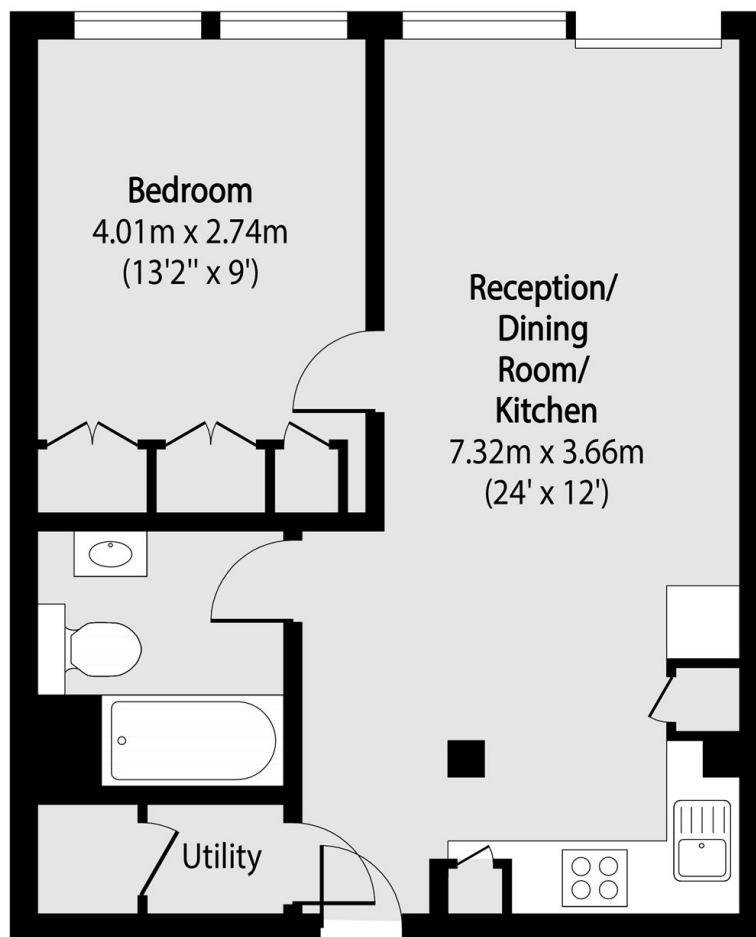 Bedroom
4.01m x 2.74m
(13'2" x 9')
Reception/
Dining
Room/
Kitchen
7.32m x 3.66m
(24' x 12')
Utility